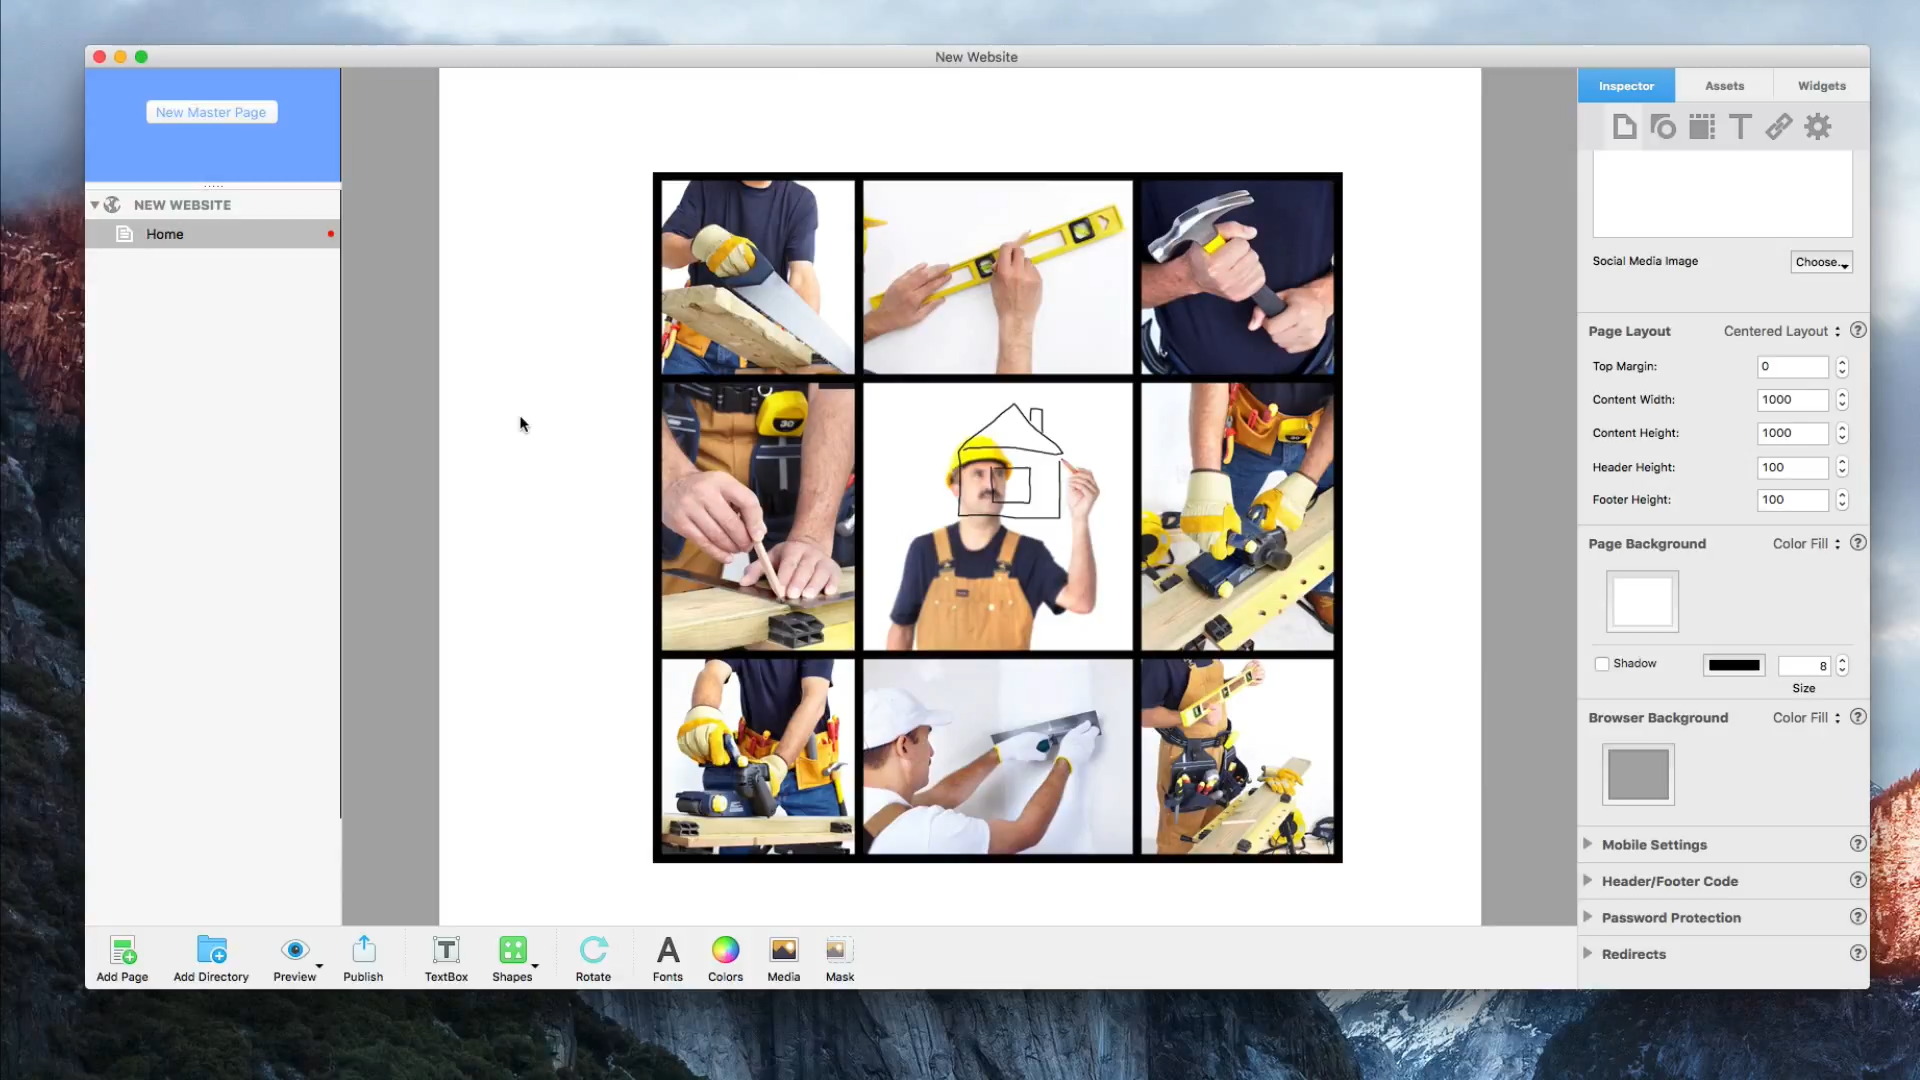 New Website
New Master Page
NEW WEBSITE
Home
Inspector
Assets
Widgets
T
Social Media Image
Choose...
Page Layout
Centered Layout
?
Top Margin:
0
Content Width:
1000
Content Height:
1000
Header Height:
100
Footer Height:
100
Page Background
Color Fill
?
Shadow
8
Size
Browser Background
Color Fill
?
Mobile Settings
?
Header/Footer Code
?
Password Protection
?
Redirects
?
30
T
A
Add Page
Add Directory
Preview
Publish
TextBox
Shapes
Rotate
Fonts
Colors
Media
Mask